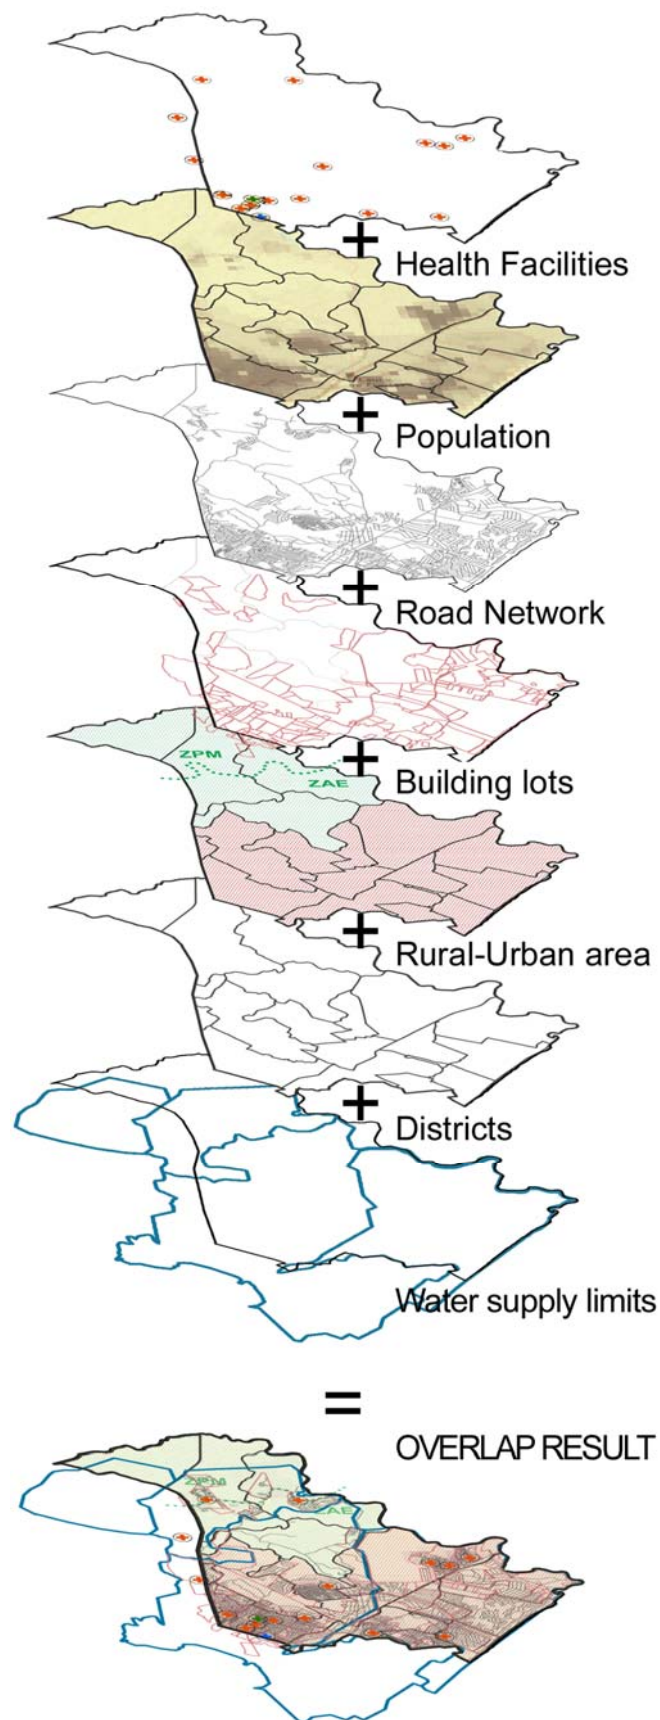 +
Health Facilities
+
Population
+
Road Network
+
Building lots
ZPM
ZAE
+
Rural-Urban area
+
Districts
Water supply limits
=
OVERLAP RESULT
ZPM
ZAE